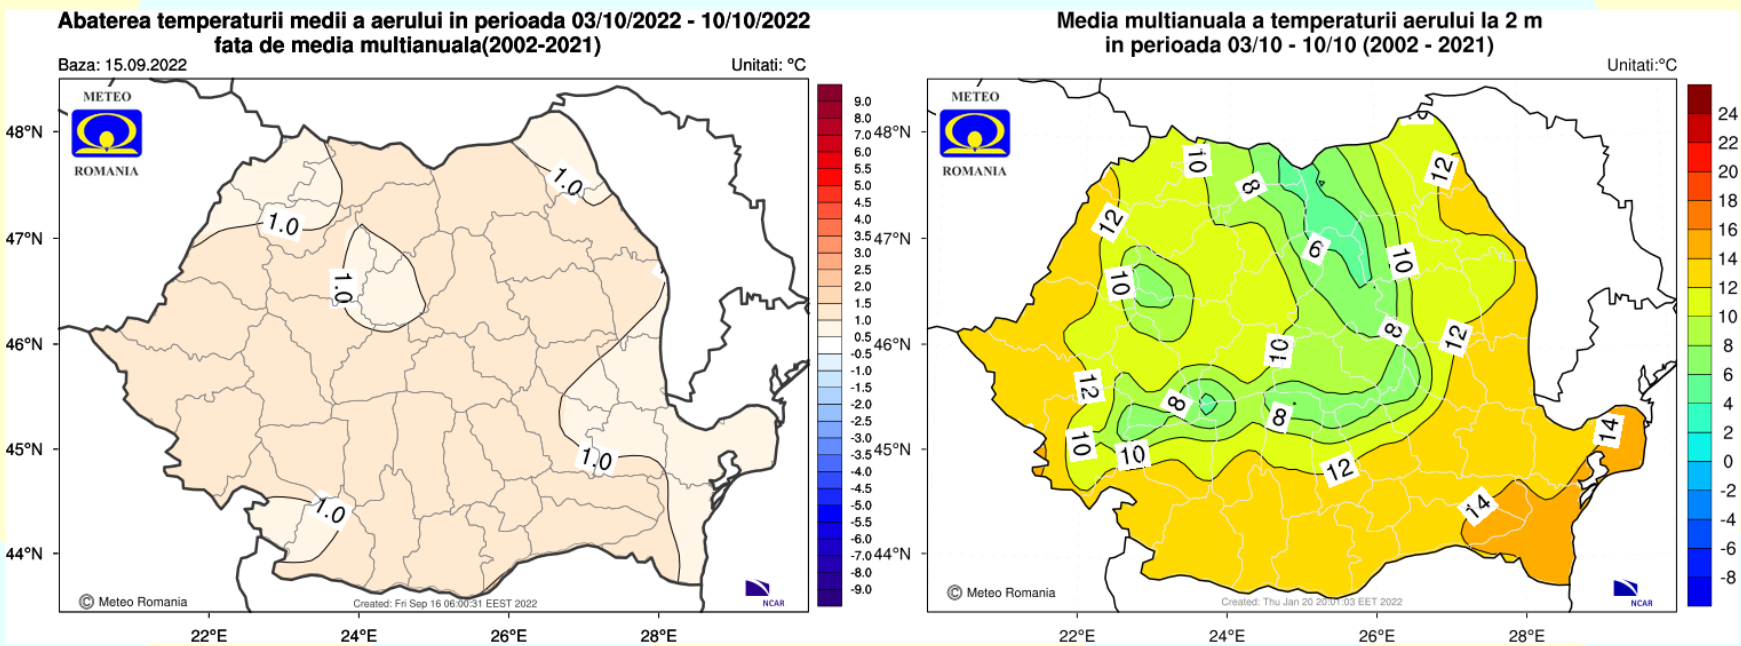 Abaterea temperaturii medii a aerului in perioada 03/10/2022 - 10/10/2022
fata de media multianuala(2002-2021)
Baza: 15.09.2022
Unitati: °C
METEO
ROMANIA
48°N
47°N
46°N
45°N
44°N
1.0
1.0
1.0
1.0
1.0
9.0
8.0
7.0
6.0
5.5
5.0
4.5
4.0
3.5
3.0
2.5
2.0
1.5
1.0
0.5
-0.5
-1.0
-1.5
-2.0
-2.5
-3.0
-3.5
-4.0
-4.5
-5.0
-5.5
-6.0
-7.0
-8.0
-9.0
© Meteo Romania
Created: Fri Sep 16 06:00:31 EEST 2022
NCAR
22°E
24°E
26°E
28°E
Media multianuala a temperaturii aerului la 2 m
in perioada 03/10 - 10/10 (2002 - 2021)
Unitati:°C
METEO
ROMANIA
48°N
47°N
46°N
45°N
44°N
10
8
12
12
6
10
10
8
12
10
12
8
8
10
10
12
14
14
24
22
20
18
16
14
12
10
8
6
4
2
0
-2
-4
-6
-8
© Meteo Romania
Created: Thu Jan 20 20:01:03 EET 2022
NCAR
22°E
24°E
26°E
28°E